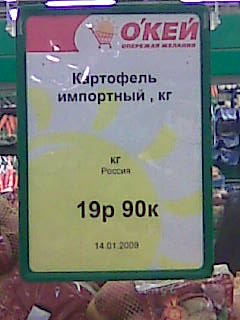 О'КЕЙ
ОПЕРЕЖАЯ ЖЕЛАНИЯ
Картофель
импортный , кг
кг
Россия
19р 90к
14.01.2009